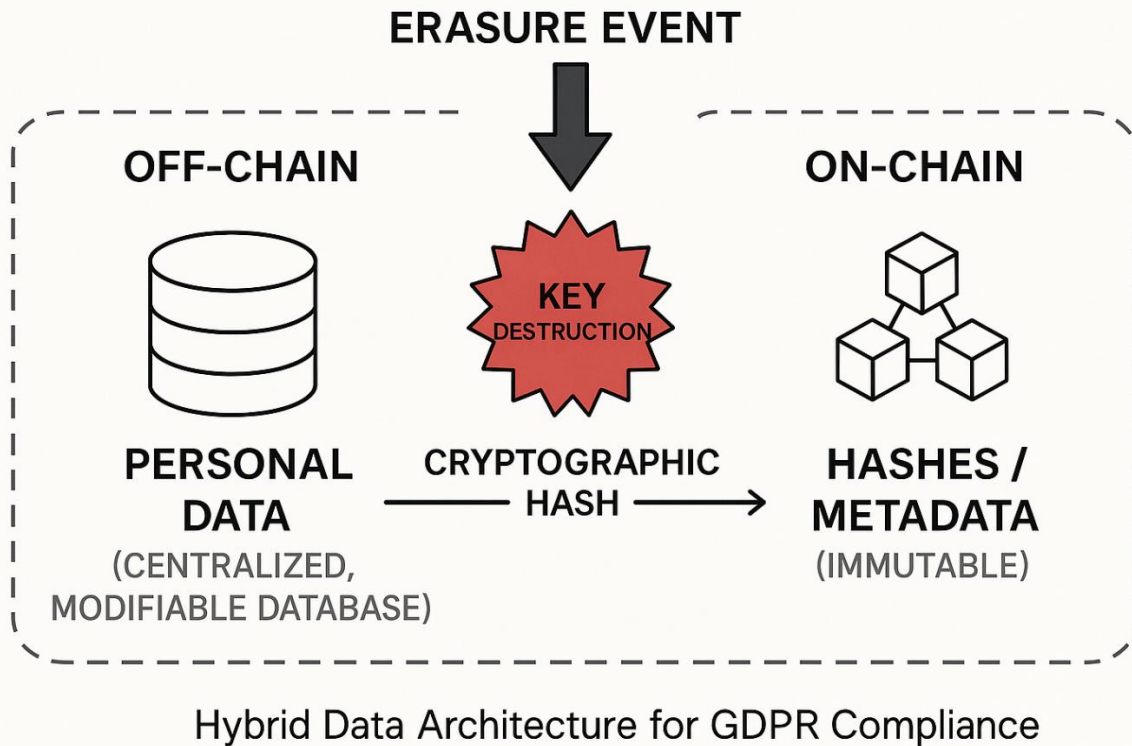 ERASURE EVENT
OFF-CHAIN
ON-CHAIN
KEY
DESTRUCTION
PERSONAL
DATA
(CENTRALIZED,
MODIFIABLE DATABASE)
CRYPTOGRAPHIC
HASH
HASHES /
METADATA
(IMMUTABLE)
Hybrid Data Architecture for GDPR Compliance